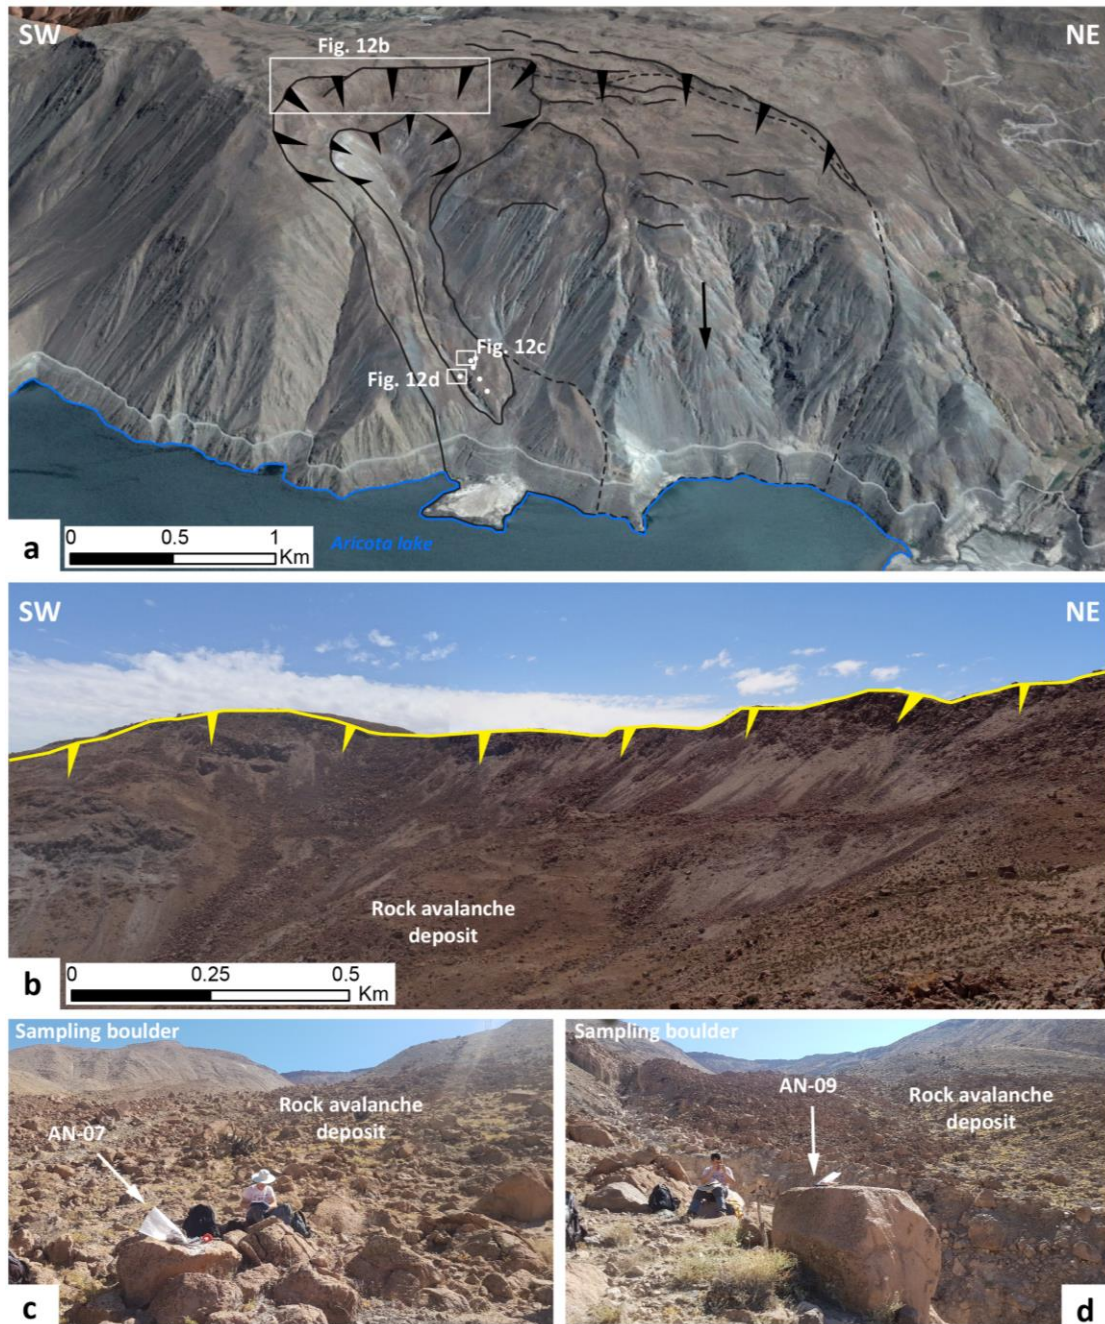 SW
NE
Fig. 12b
Fig. 12c
Fig. 12d
Aricota lake
a
0 0.5 1
Km
SW
NE
Rock avalanche
deposit
b
0 0.25 0.5
Km
Sampling boulder
Rock avalanche
deposit
AN-07
c
Sampling boulder
AN-09
Rock avalanche
deposit
d